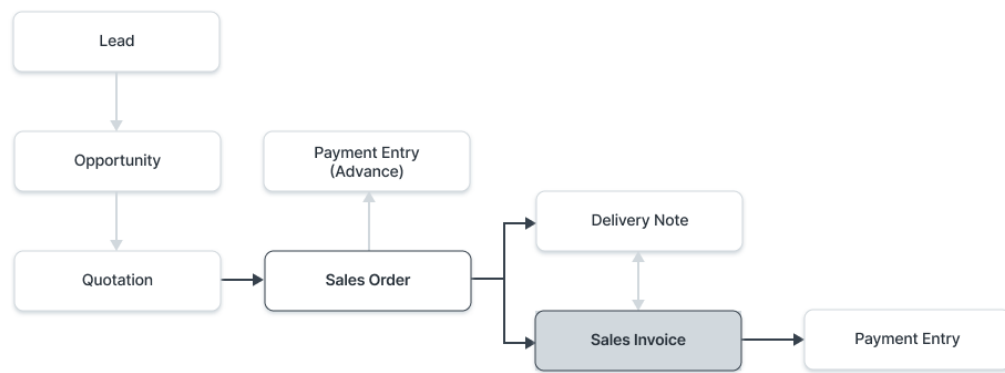 Lead
Opportunity
Payment Entry
(Advance)
Delivery Note
Quotation
Sales Order
Sales Invoice
Payment Entry